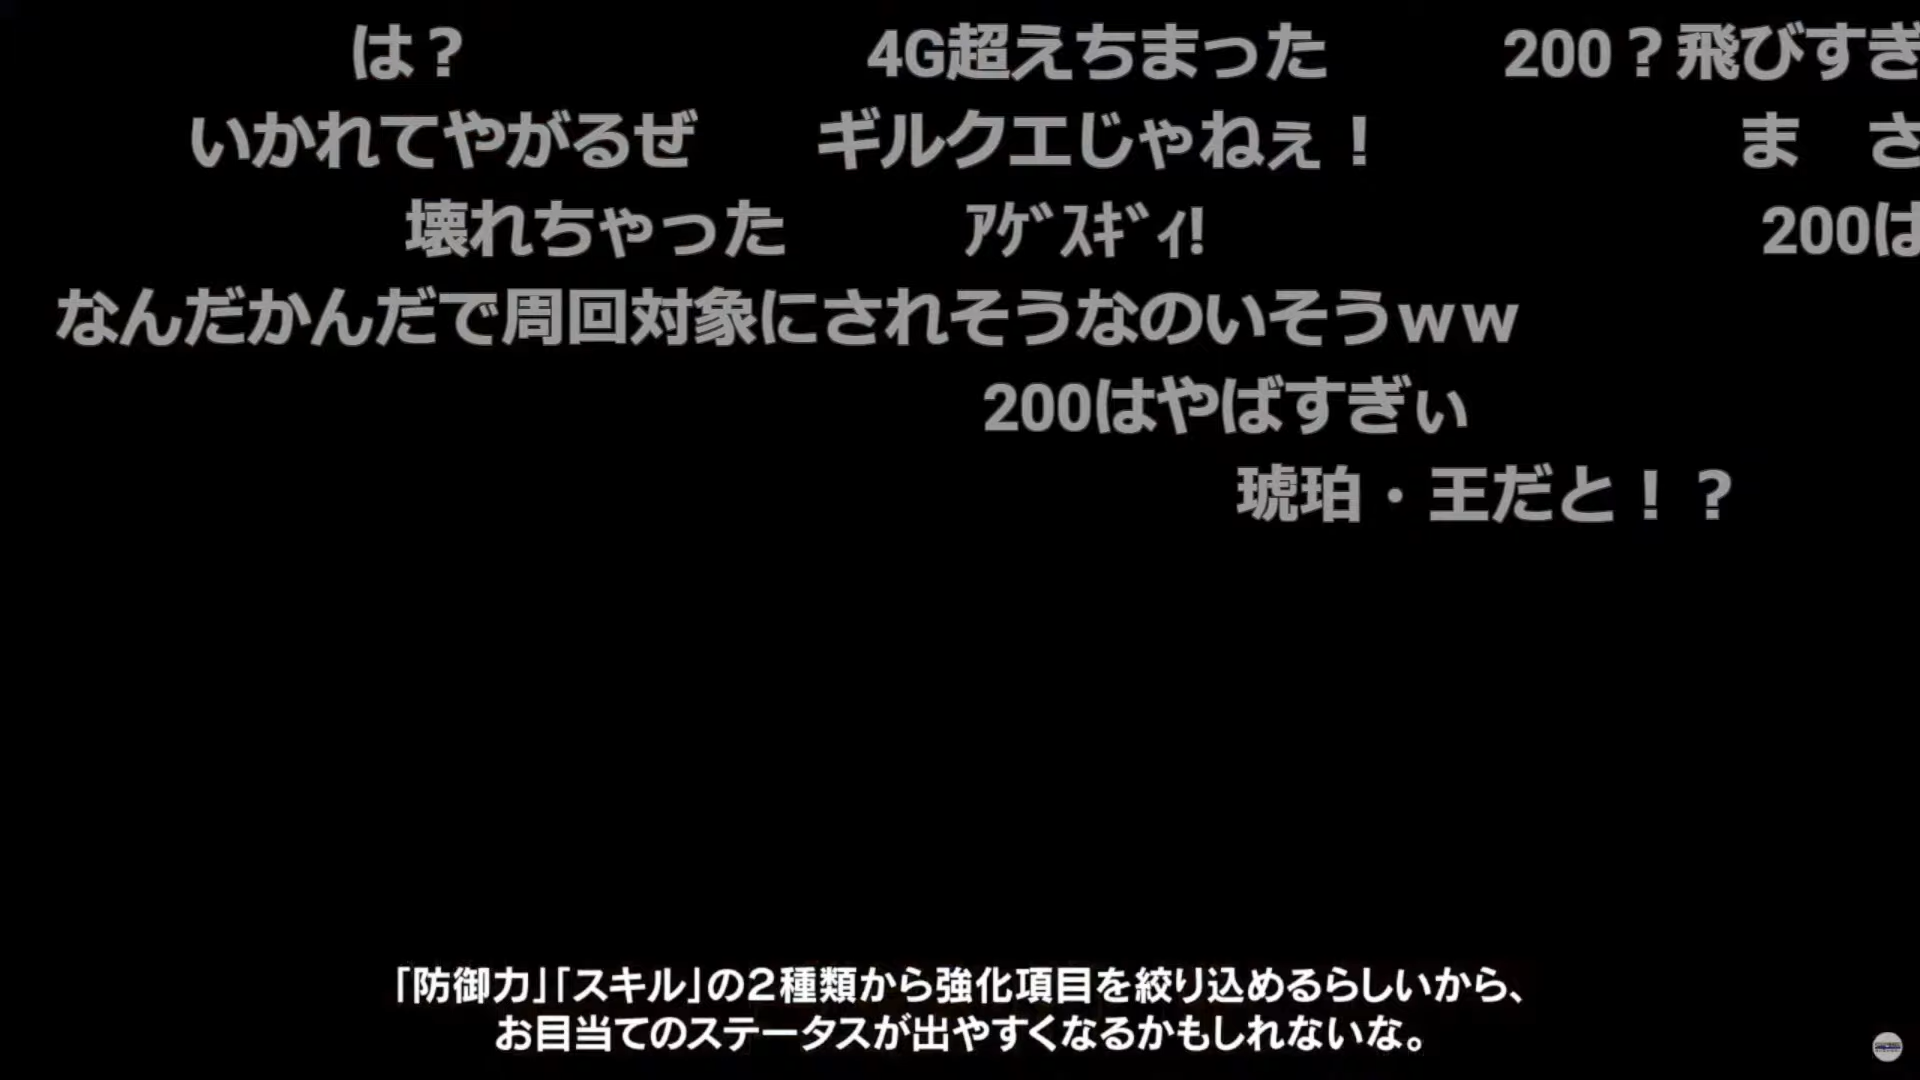 は？ 4G超えちまった 200？飛びすぎ
いかれてやがるぜ ギルクエじゃねぇ！ ま　さ
壊れちゃった ｱｹﾞｽｷﾞｨ! 200は
なんだかんだで周回対象にされそうなのいそうｗｗ
200はやばすぎぃ
琥珀・王だと！？
「防御力」「スキル」の２種類から強化項目を絞り込めるらしいから、
お目当てのステータスが出やすくなるかもしれないな。